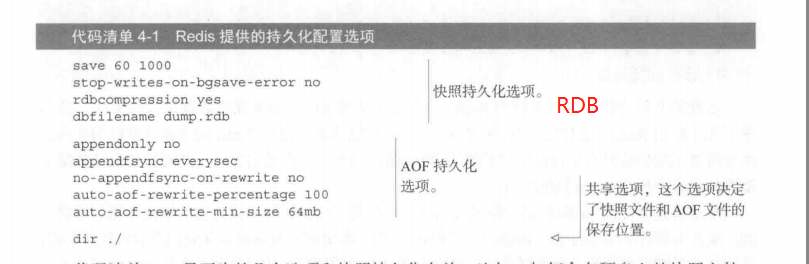 代码清单 4-1 Redis 提供的持久化配置选项
save 60 1000
stop-writes-on-bgsave-error no
rdbcompression yes
dbfilename dump.rdb
快照持久化选项。
RDB
appendonly no
appendfsync everysec
no-appendfsync-on-rewrite no
auto-aof-rewrite-percentage 100
auto-aof-rewrite-min-size 64mb
AOF 持久化
选项。
共享选项，这个选项决定
了快照文件和 AOF 文件的
保存位置。
dir ./